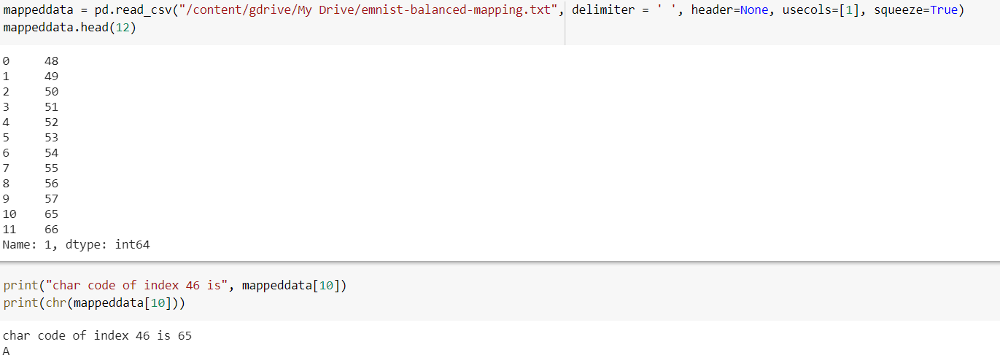 mappeddata = pd.read_csv("/content/gdrive/My Drive/emnist-balanced-mapping.txt", delimiter = ' ', header=None, usecols=[1], squeeze=True)
mappeddata.head(12)
0     48
1     49
2     50
3     51
4     52
5     53
6     54
7     55
8     56
9     57
10    65
11    66
Name: 1, dtype: int64
print("char code of index 46 is", mappeddata[10])
print(chr(mappeddata[10]))
char code of index 46 is 65
A